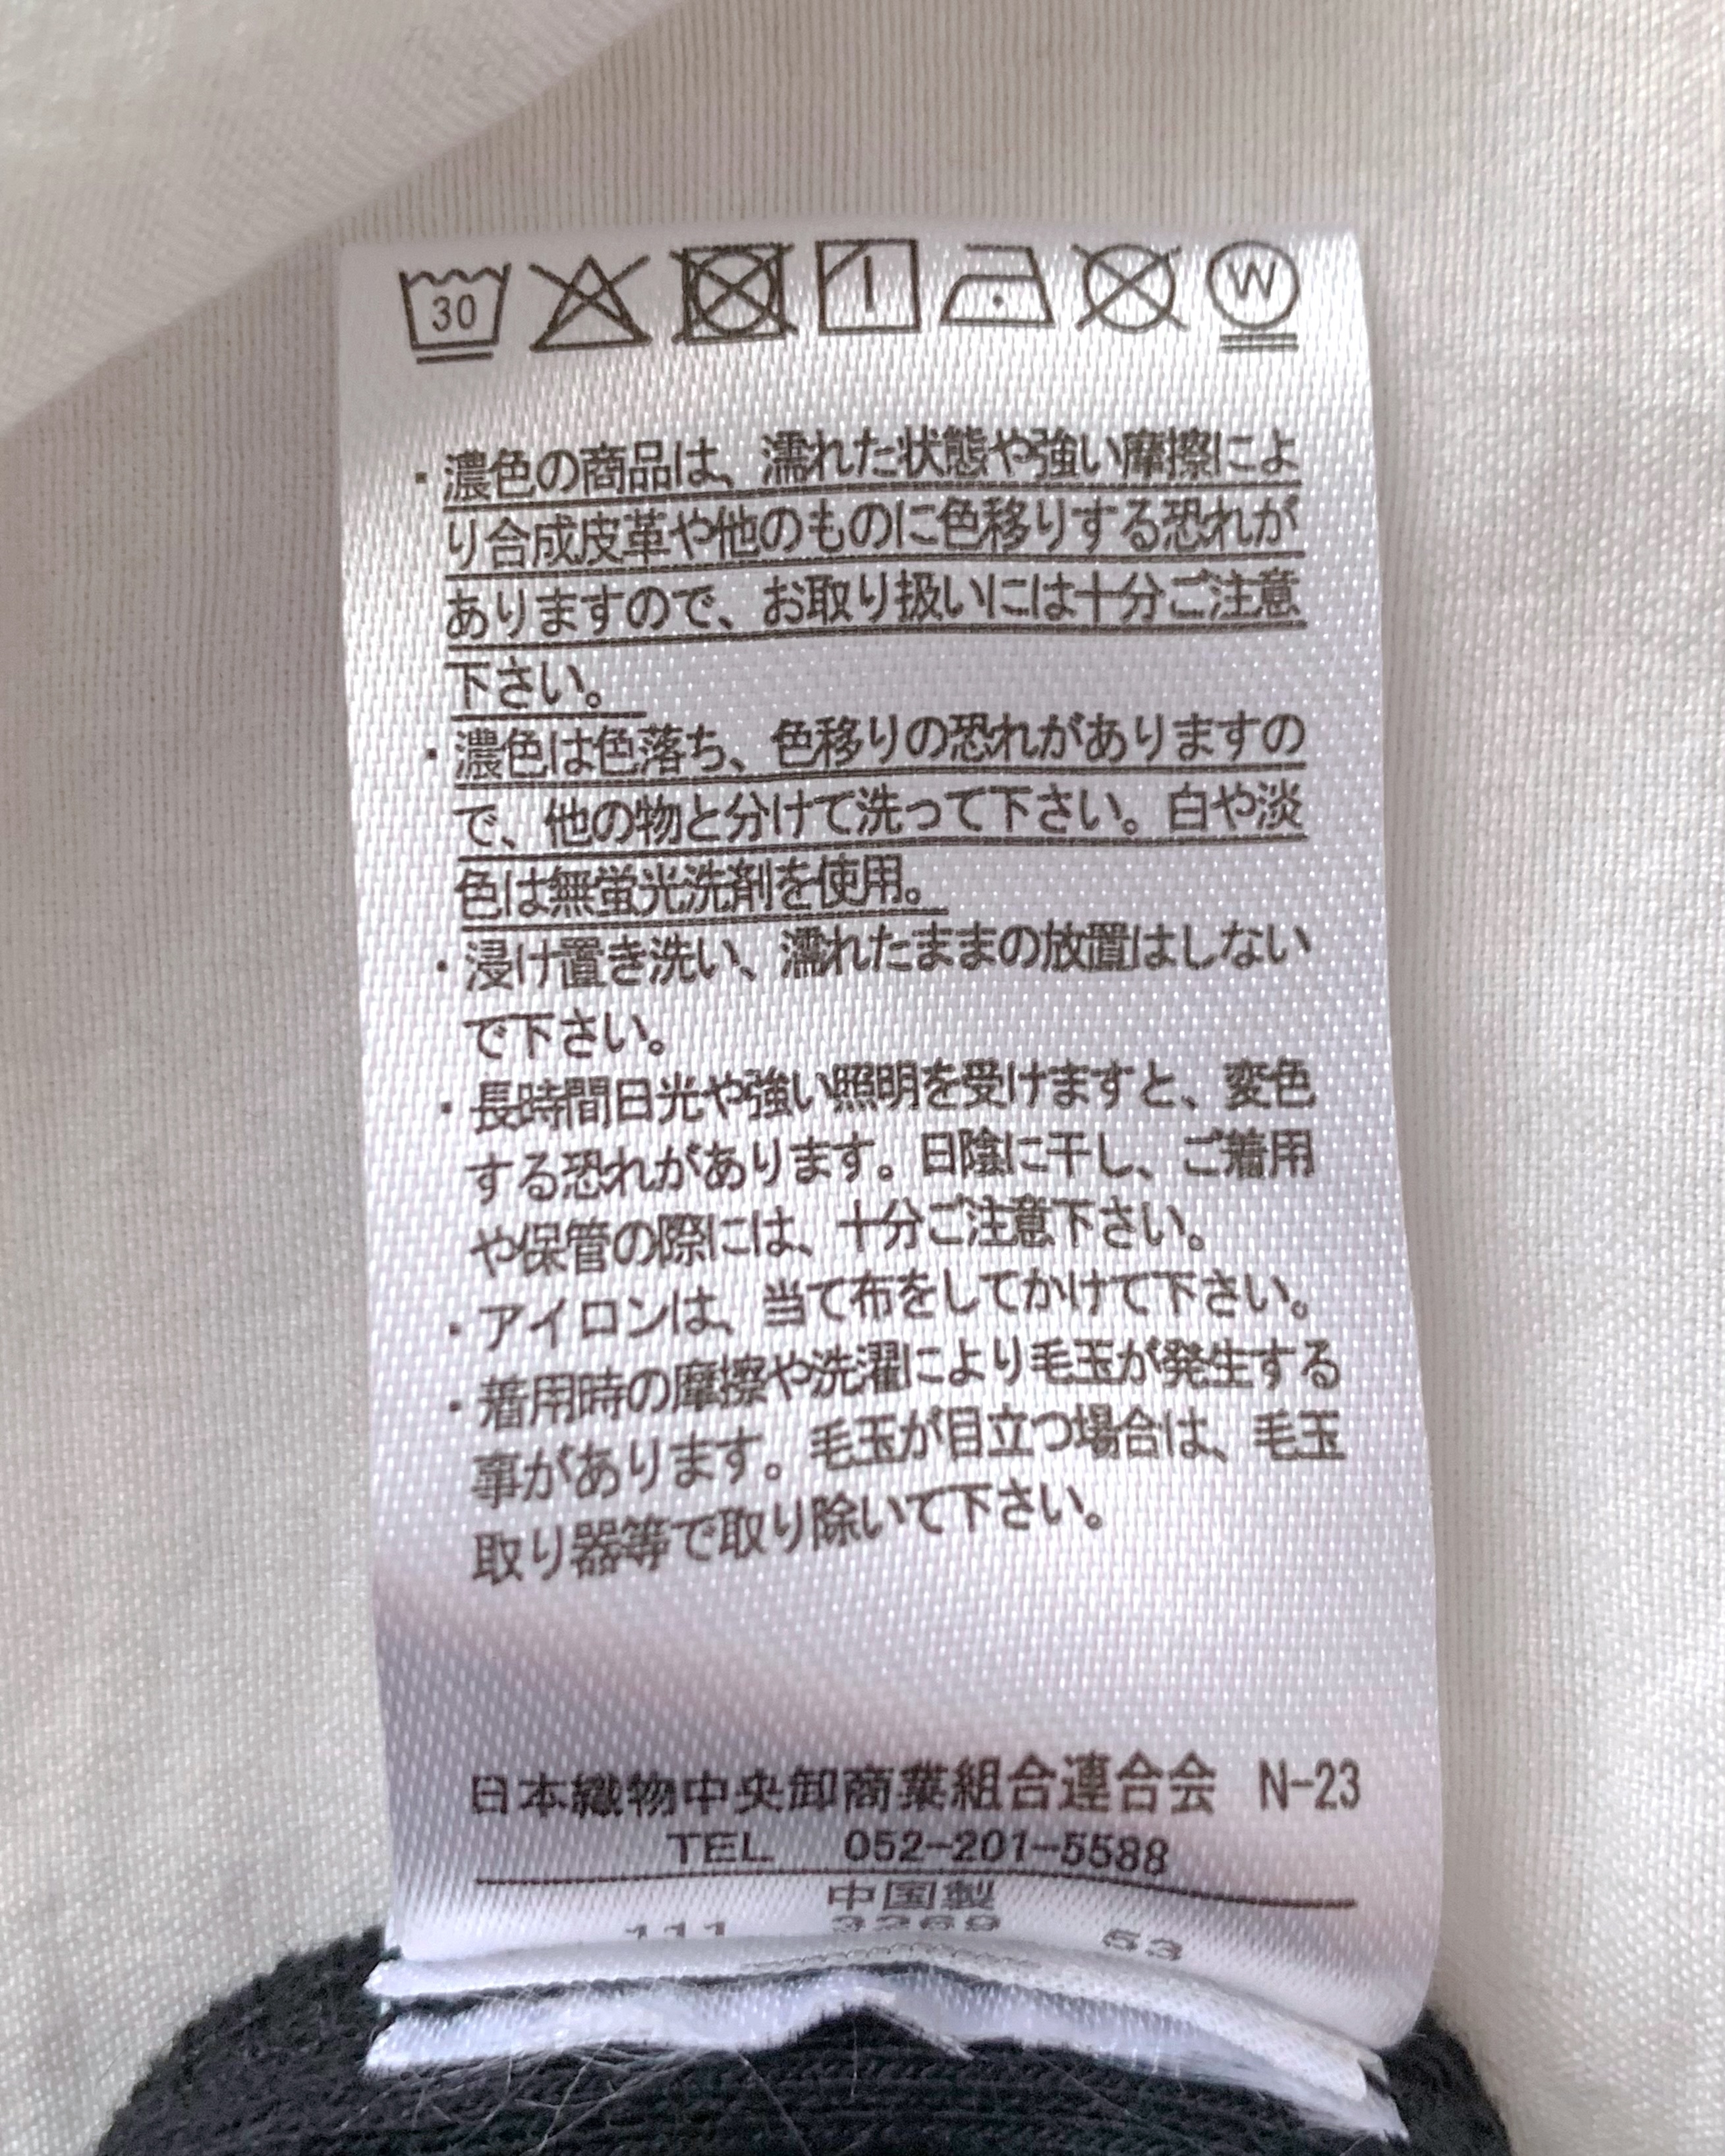 30 W
・濃色の商品は、濡れた状態や強い摩擦によ
り合成皮革や他のものに色移りする恐れが
ありますので、お取り扱いには十分ご注意
下さい。
・濃色は色落ち、色移りの恐れがありますの
で、他の物と分けて洗って下さい。白や淡
色は無蛍光洗剤を使用。
・浸け置き洗い、濡れたままの放置はしない
で下さい。
・長時間日光や強い照明を受けますと、変色
する恐れがあります。日陰に干し、ご着用
や保管の際には、十分ご注意下さい。
・アイロンは、当て布をしてかけて下さい。
・着用時の摩擦や洗濯により毛玉が発生する
事があります。毛玉が目立つ場合は、毛玉
取り器等で取り除いて下さい。
日本織物中央卸商業組合連合会 N-23
TEL 052-201-5588
中国製
111 3269 53